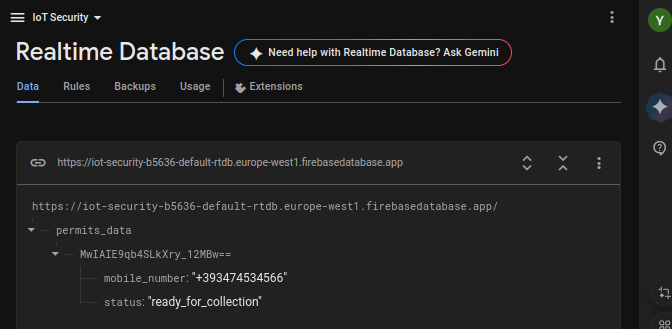 IoT Security
Y
Realtime Database
Need help with Realtime Database? Ask Gemini
Data Rules Backups Usage Extensions
https://iot-security-b5636-default-rtdb.europe-west1.firebasedatabase.app
https://iot-security-b5636-default-rtdb.europe-west1.firebasedatabase.app/
permits_data
MwIAIE9qb4SLkXry_12MBw==
mobile_number: "+393474534566"
status: "ready_for_collection"